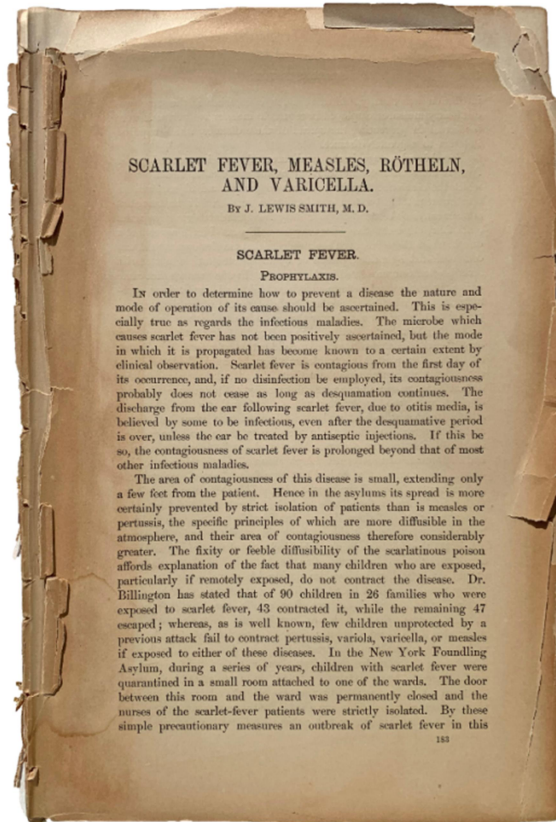 SCARLET FEVER, MEASLES, RÖTHELN,
AND VARICELLA.
BY J. LEWIS SMITH, M. D.
SCARLET FEVER.
PROPHYLAXIS.
IN order to determine how to prevent a disease the nature and
mode of operation of its cause should be ascertained. This is espe-
cially true as regards the infectious maladies. The microbe which
causes scarlet fever has not been positively ascertained, but the mode
in which it is propagated has become known to a certain extent by
clinical observation. Scarlet fever is contagious from the first day of
its occurrence, and, if no disinfection be employed, its contagiousness
probably does not cease as long as desquamation continues. The
discharge from the ear following scarlet fever, due to otitis media, is
believed by some to be infectious, even after the desquamative period
is over, unless the ear be treated by antiseptic injections. If this be
so, the contagiousness of scarlet fever is prolonged beyond that of most
other infectious maladies.
The area of contagiousness of this disease is small, extending only
a few feet from the patient. Hence in the asylums its spread is more
certainly prevented by strict isolation of patients than is measles or
pertussis, the specific principles of which are more diffusible in the
atmosphere, and their area of contagiousness therefore considerably
greater. The fixity or feeble diffusibility of the scarlatinous poison
affords explanation of the fact that many children who are exposed,
particularly if remotely exposed, do not contract the disease. Dr.
Billington has stated that of 90 children in 26 families who were
exposed to scarlet fever, 43 contracted it, while the remaining 47
escaped; whereas, as is well known, few children unprotected by a
previous attack fail to contract pertussis, variola, varicella, or measles
if exposed to either of these diseases. In the New York Foundling
Asylum, during a series of years, children with scarlet fever were
quarantined in a small room attached to one of the wards. The door
between this room and the ward was permanently closed and the
nurses of the scarlet-fever patients were strictly isolated. By these
simple precautionary measures an outbreak of scarlet fever in this
183